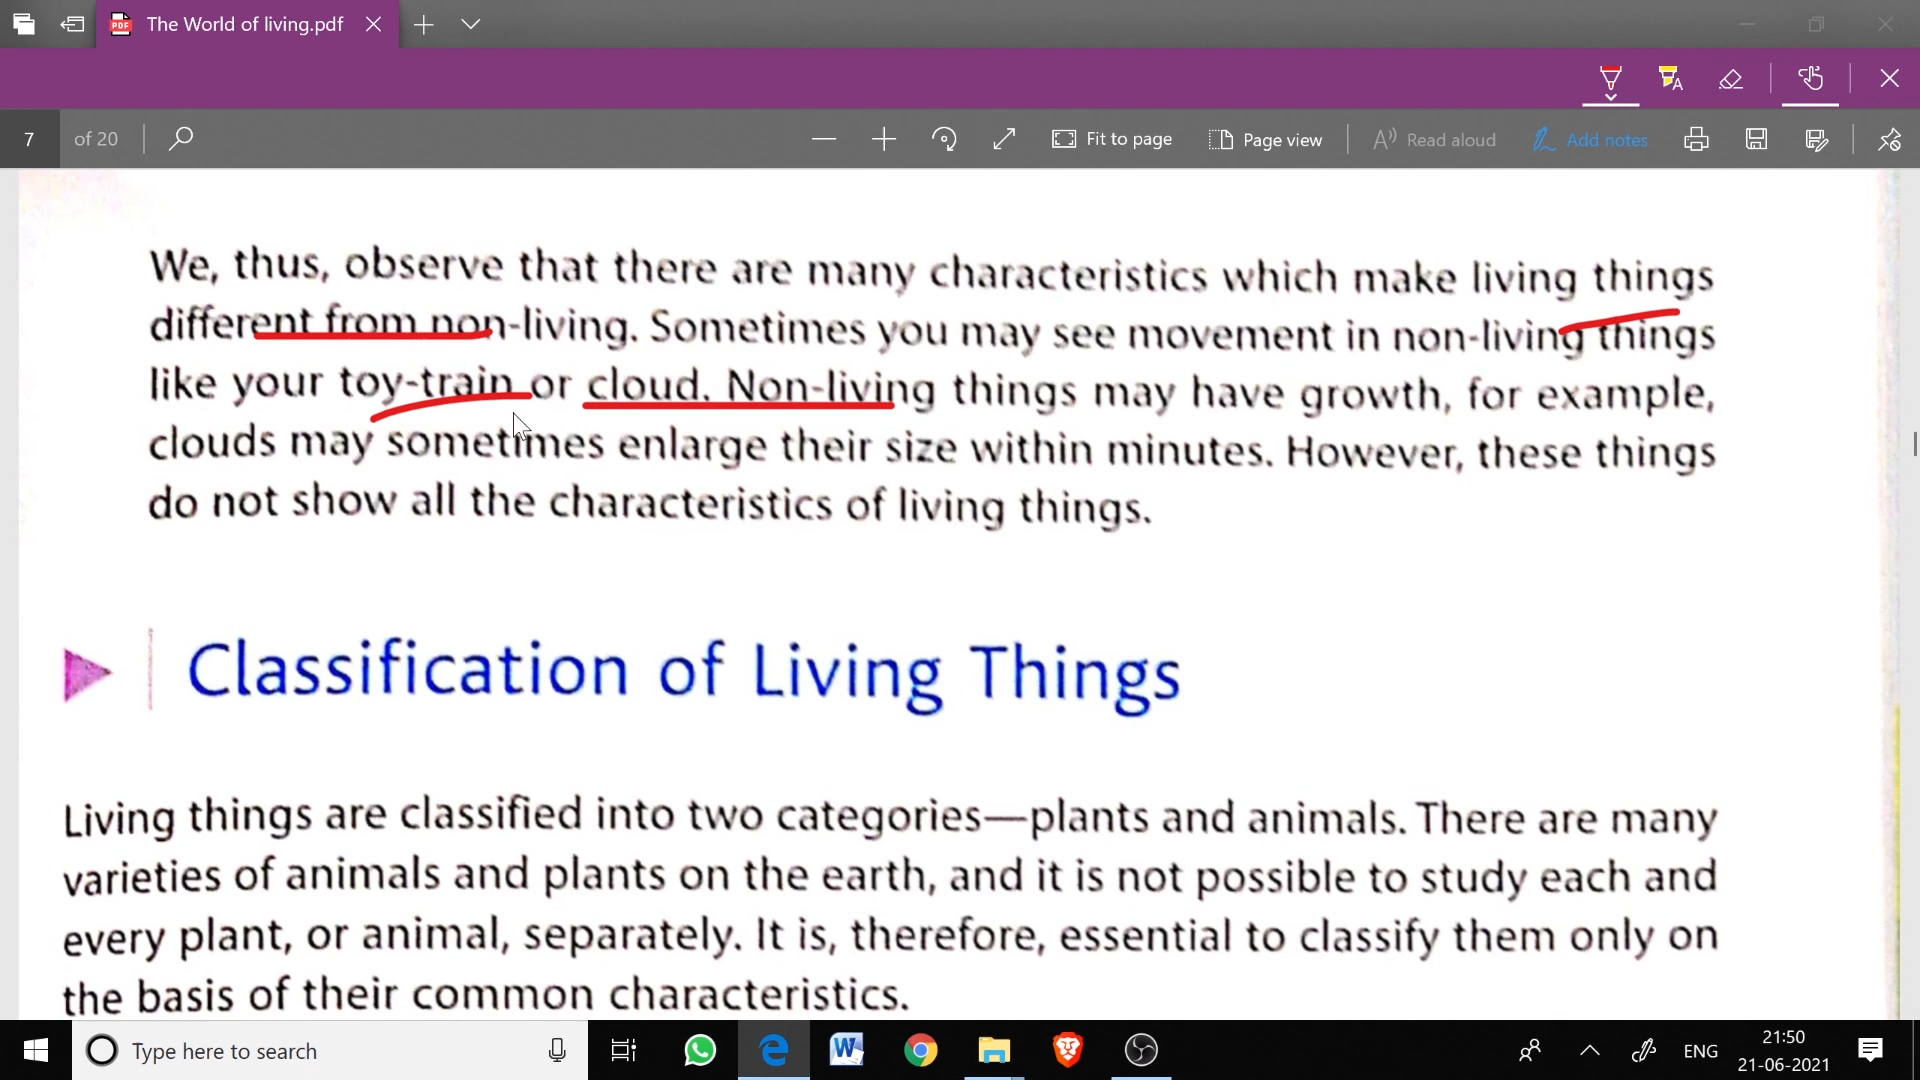 The World of living.pdf
7 of 20
Fit to page
Page view
Read aloud
Add notes
We, thus, observe that there are many characteristics which make living things
different from non-living. Sometimes you may see movement in non-living things
like your toy-train or cloud. Non-living things may have growth, for example,
clouds may sometimes enlarge their size within minutes. However, these things
do not show all the characteristics of living things.
Classification of Living Things
Living things are classified into two categories—plants and animals. There are many
varieties of animals and plants on the earth, and it is not possible to study each and
every plant, or animal, separately. It is, therefore, essential to classify them only on
the basis of their common characteristics.
Type here to search
ENG
21:50
21-06-2021